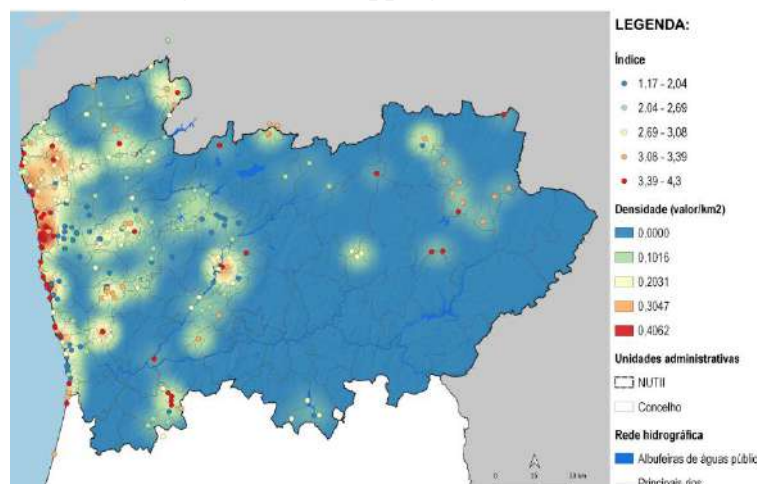 LEGENDA:
Índice
1,17 - 2,04
2,04 - 2,69
2,69 - 3,08
3,08 - 3,39
3,39 - 4,3
Densidade (valor/km2)
0,0000
0,1016
0,2031
0,3047
0,4062
Unidades administrativas
NUTII
Concelho
Rede hidrográfica
Albufeiras de águas públic
0